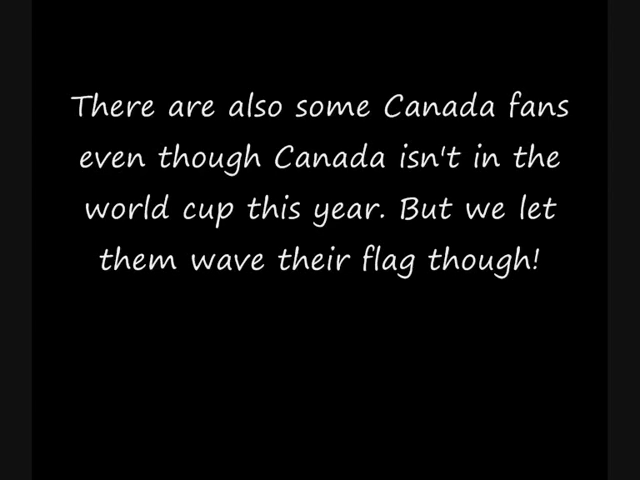 There are also some Canada fans
even though Canada isn't in the
world cup this year. But we let
them wave their flag though!